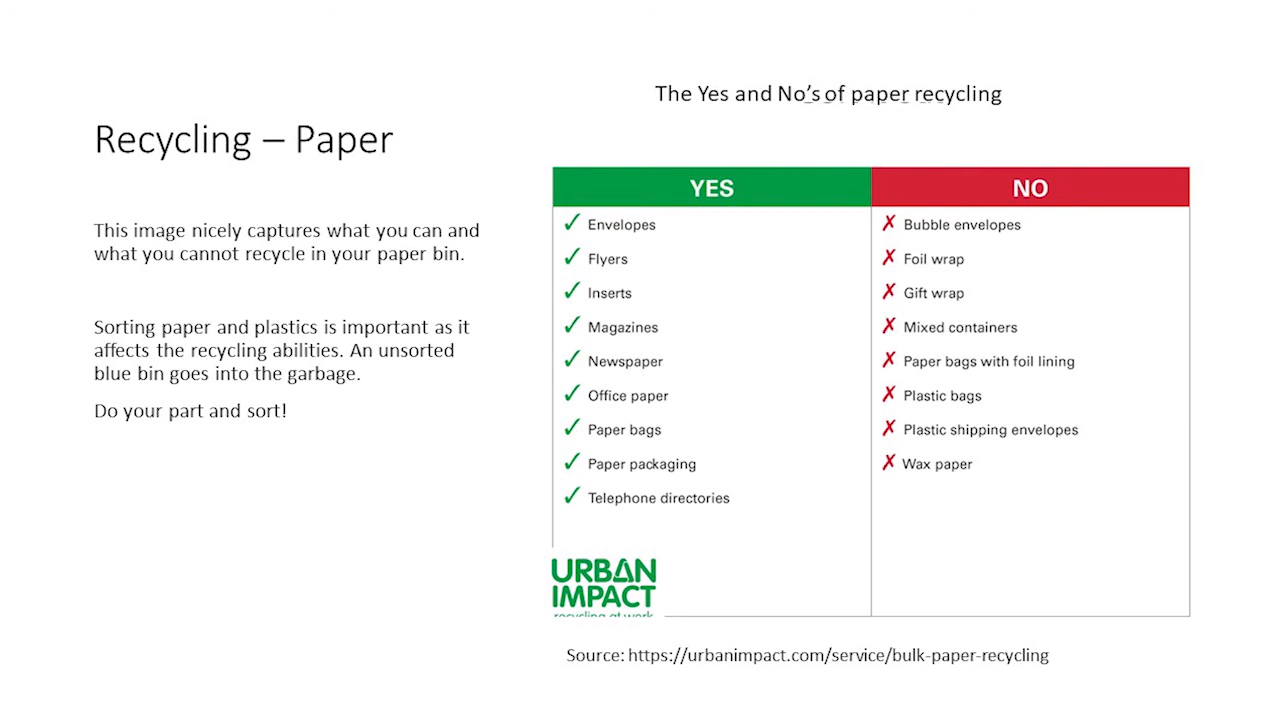 Recycling – Paper
This image nicely captures what you can and
what you cannot recycle in your paper bin.
Sorting paper and plastics is important as it
affects the recycling abilities. An unsorted
blue bin goes into the garbage.
Do your part and sort!
The Yes and No’s of paper recycling
YES
Envelopes
Flyers
Inserts
Magazines
Newspaper
Office paper
Paper bags
Paper packaging
Telephone directories
NO
Bubble envelopes
Foil wrap
Gift wrap
Mixed containers
Paper bags with foil lining
Plastic bags
Plastic shipping envelopes
Wax paper
URBAN
IMPACT
recycling at work
Source: https://urbanimpact.com/service/bulk-paper-recycling